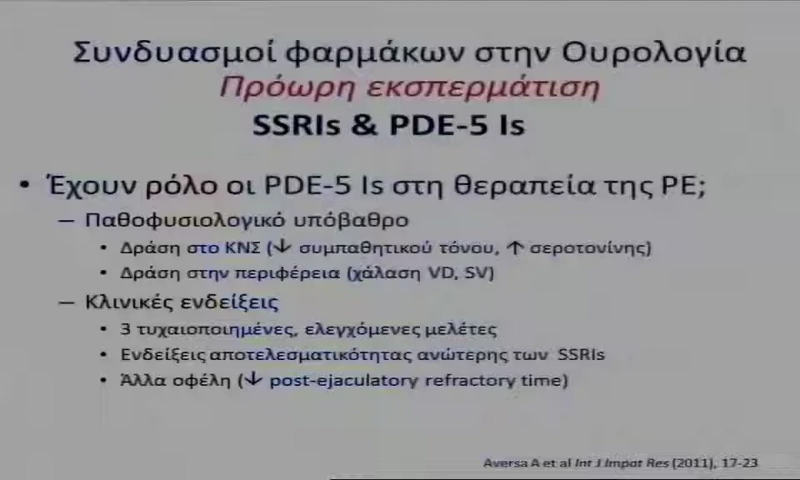 Συνδυασμοί φαρμάκων στην Ουρολογία
Πρόωρη εκσπερμάτιση
SSRIs & PDE-5 Is
• Έχουν ρόλο οι PDE-5 Is στη θεραπεία της PE;
– Παθοφυσιολογικό υπόβαθρο
• Δράση στο ΚΝΣ (↓ συμπαθητικού τόνου, ↑ σεροτονίνης)
• Δράση στην περιφέρεια (χάλαση VD, SV)
– Κλινικές ενδείξεις
• 3 τυχαιοποιημένες, ελεγχόμενες μελέτες
• Ενδείξεις αποτελεσματικότητας ανώτερης των SSRIs
• Άλλα οφέλη (↓ post-ejaculatory refractory time)
Aversa A et al Int J Impot Res (2011), 17-23